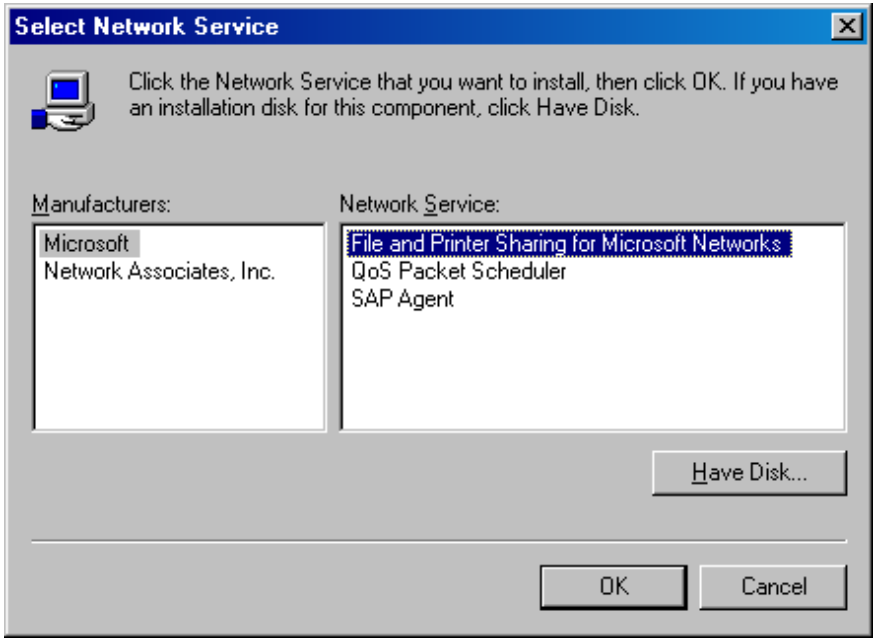 Select Network Service
Click the Network Service that you want to install, then click OK. If you have
an installation disk for this component, click Have Disk.
Manufacturers:
Microsoft
Network Associates, Inc.
Network Service:
File and Printer Sharing for Microsoft Networks
QoS Packet Scheduler
SAP Agent
Have Disk...
OK
Cancel